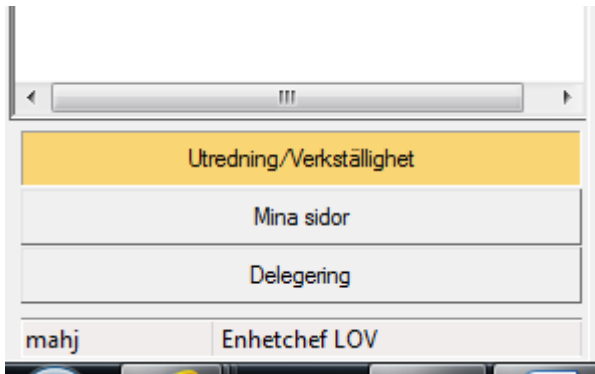 Utredning/Verkställighet
Mina sidor
Delegering
mahj Enhetchef LOV